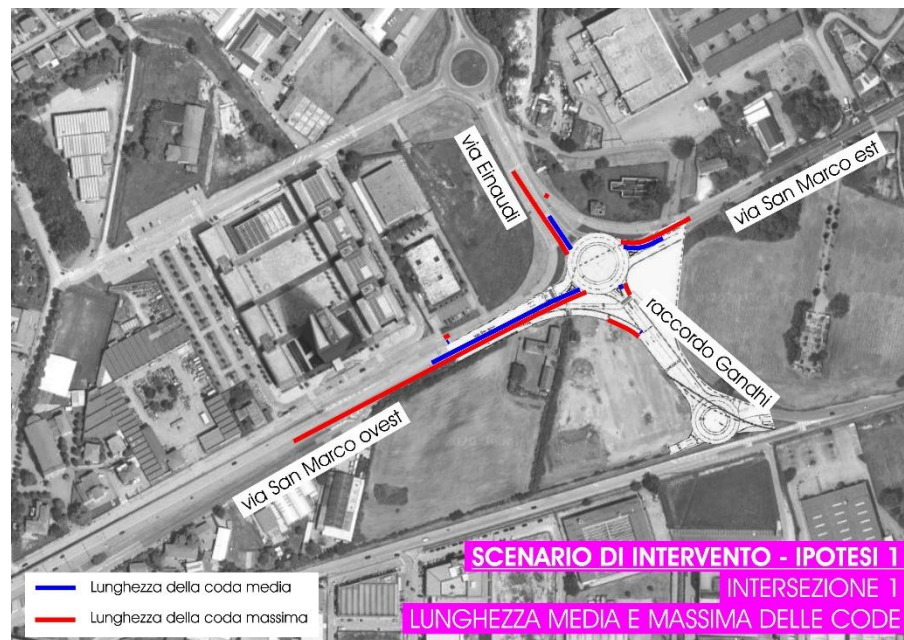 via Einaudi
via San Marco est
raccordo Gandhi
via San Marco ovest
SCENARIO DI INTERVENTO - IPOTESI 1
INTERSEZIONE 1
LUNGHEZZA MEDIA E MASSIMA DELLE CODE
Lunghezza della coda media
Lunghezza della coda massima